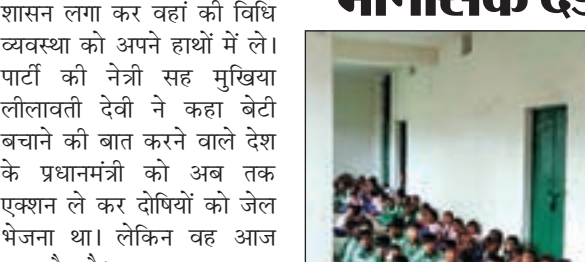 शासन लगा कर वहां की विधि
व्यवस्था को अपने हाथों में ले।
पार्टी की नेत्री सह मुखिया
लीलावती देवी ने कहा बेटी
बचाने की बात करने वाले देश
के प्रधानमंत्री को अब तक
एक्शन ले कर दोषियों को जेल
भेजना था। लेकिन वह आज